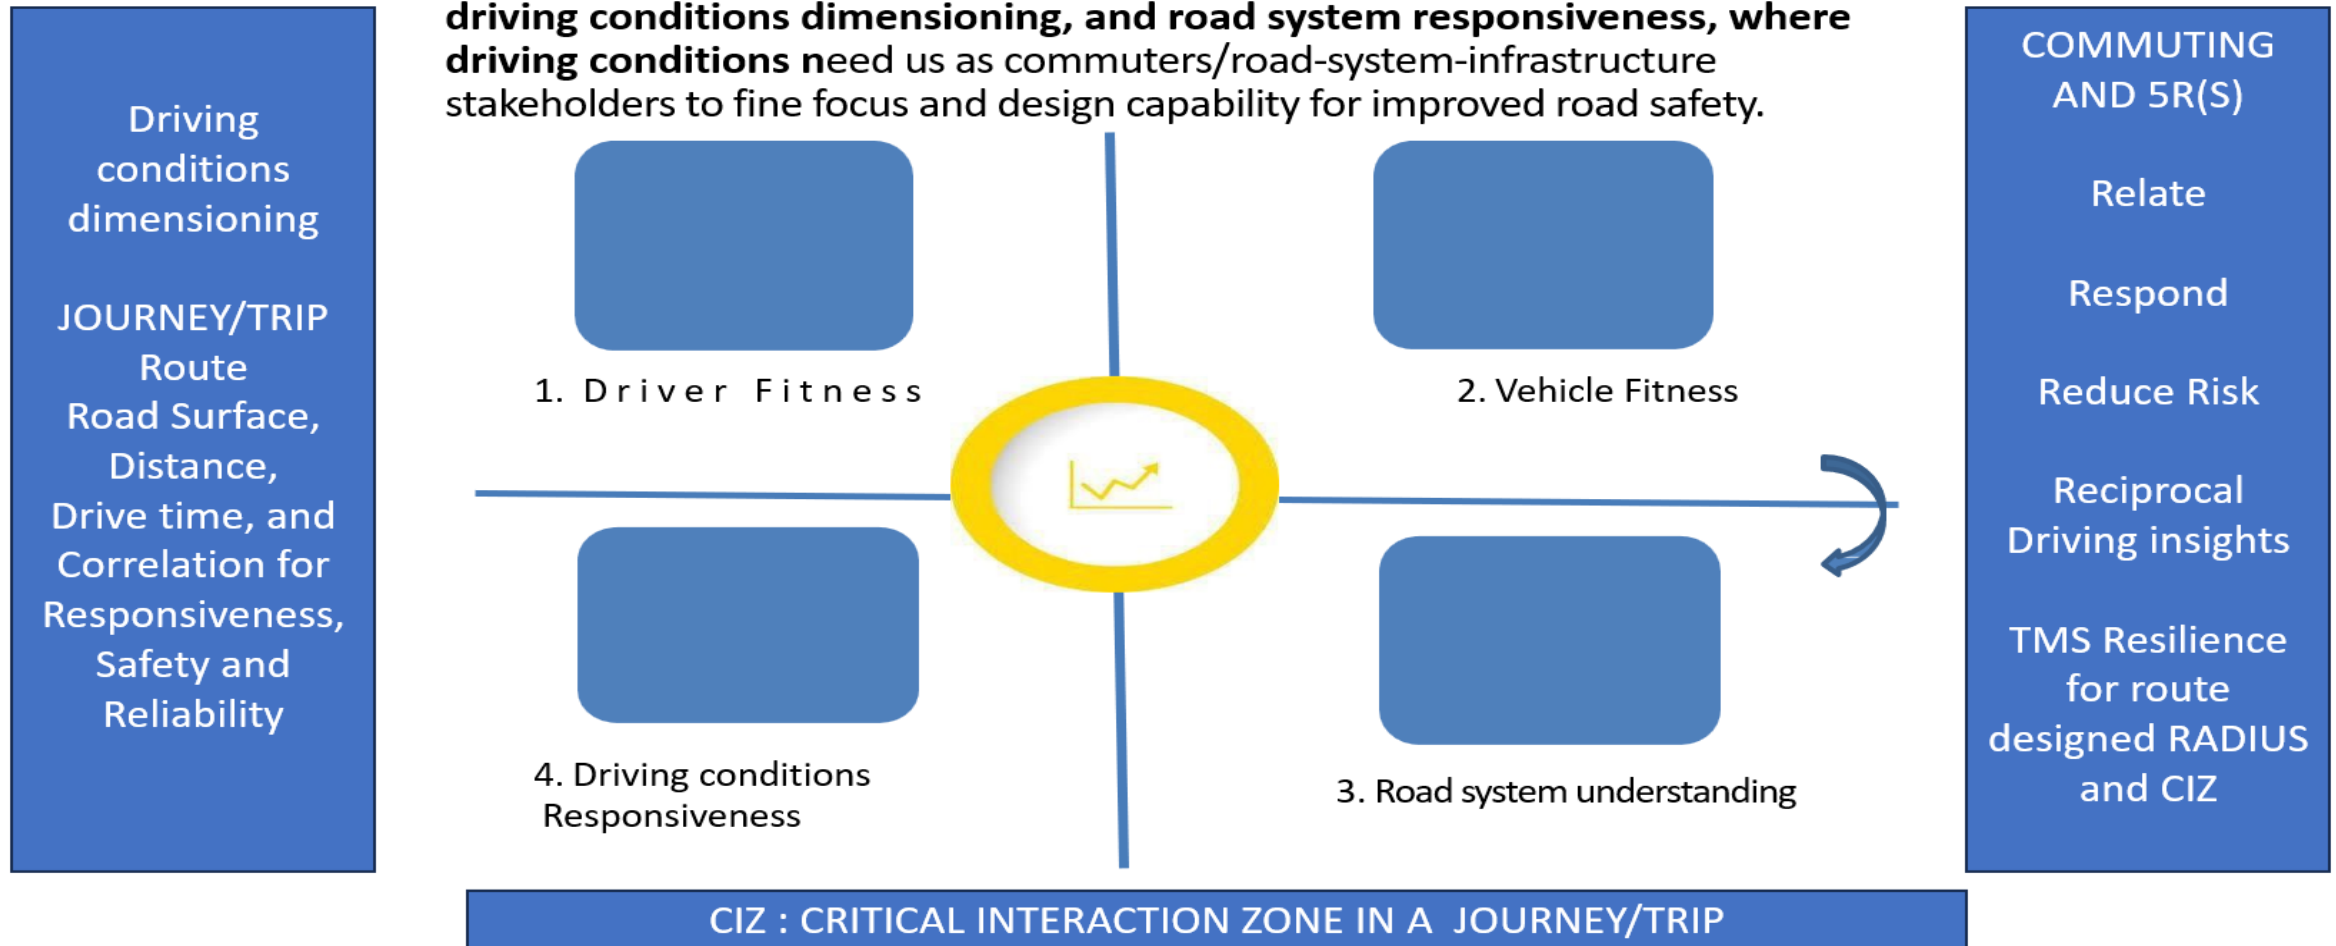 driving conditions dimensioning, and road system responsiveness, where
driving conditions need us as commuters/road-system-infrastructure
stakeholders to fine focus and design capability for improved road safety.
Driving
conditions
dimensioning
JOURNEY/TRIP
Route
Road Surface,
Distance,
Drive time, and
Correlation for
Responsiveness,
Safety and
Reliability
1. Driver Fitness
2. Vehicle Fitness
4. Driving conditions
Responsiveness
3. Road system understanding
COMMUTING
AND 5R(S)
Relate
Respond
Reduce Risk
Reciprocal
Driving insights
TMS Resilience
for route
designed RADIUS
and CIZ
CIZ : CRITICAL INTERACTION ZONE IN A JOURNEY/TRIP